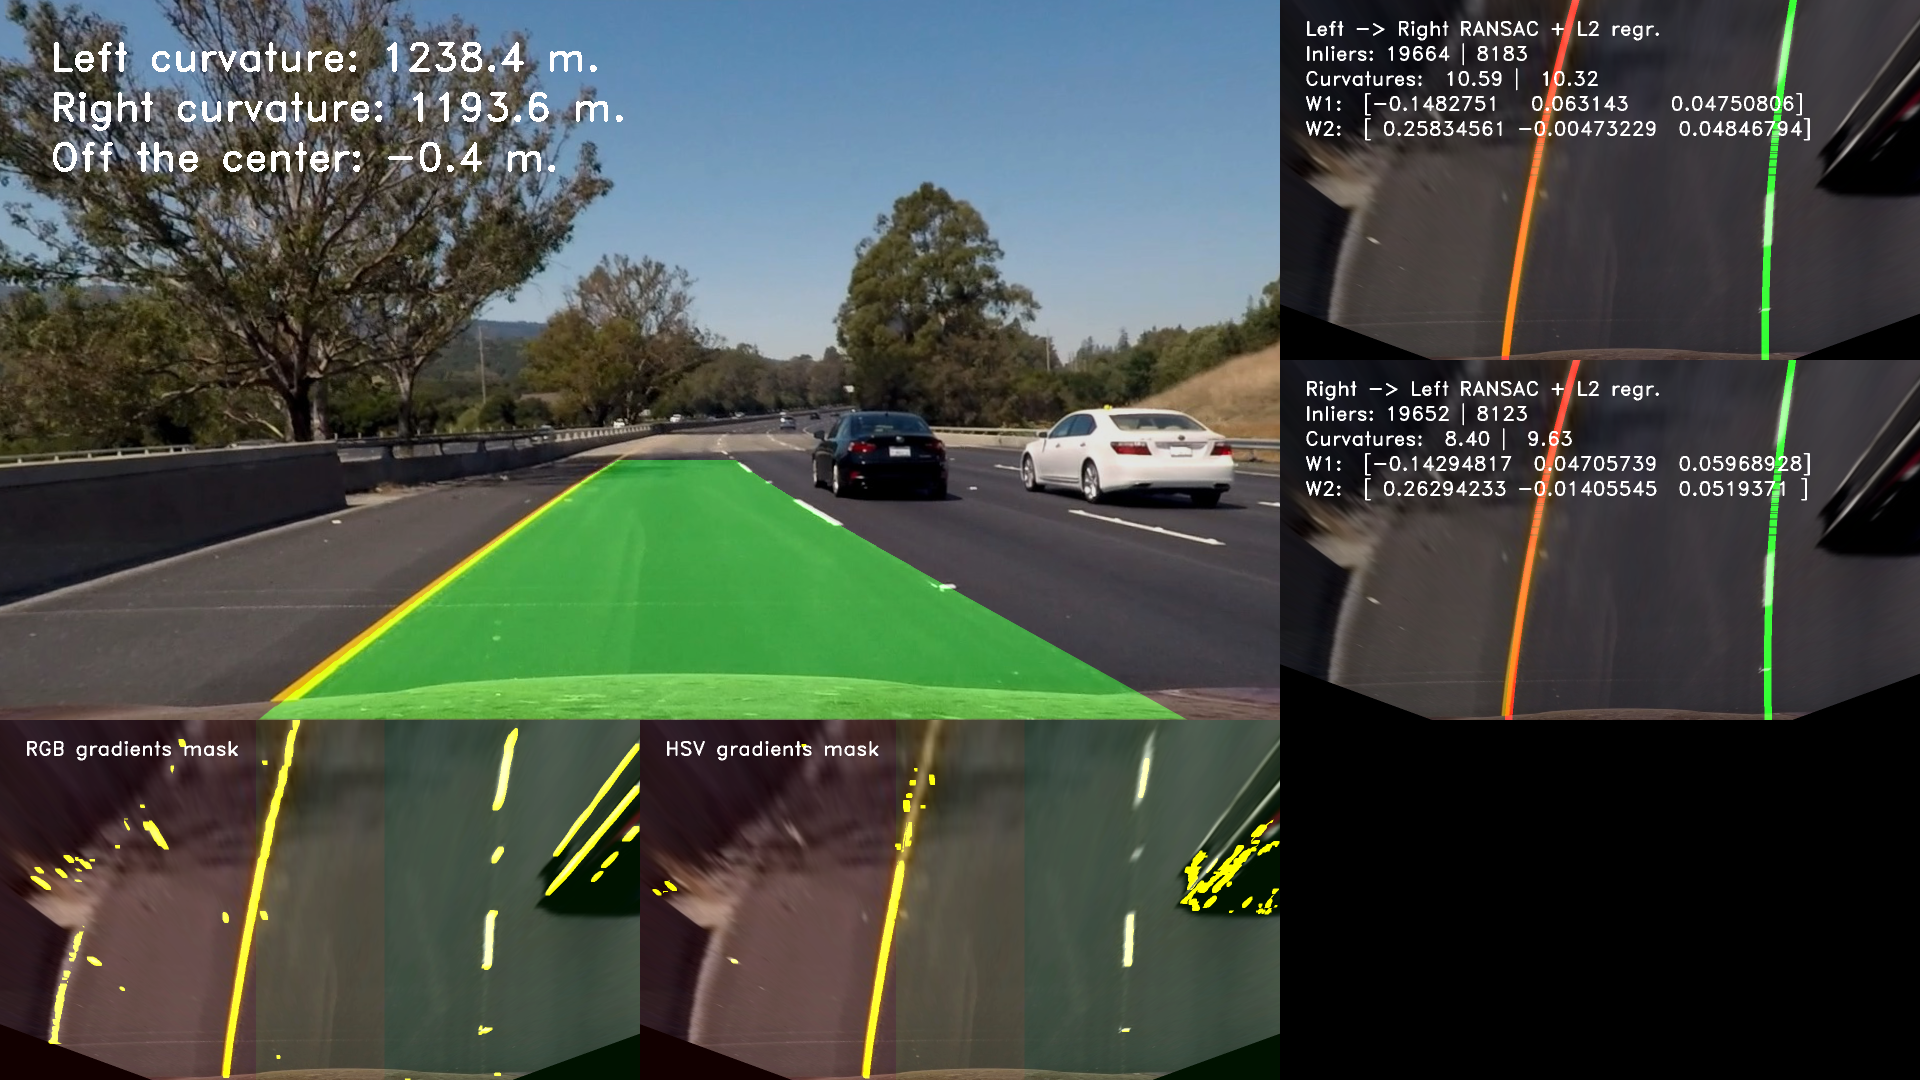 Left curvature: 1238.4 m.
Right curvature: 1193.6 m.
Off the center: -0.4 m.
Left -> Right RANSAC + L2 regr.
Inliers: 19664 | 8183
Curvatures: 10.59 | 10.32
W1: [-0.1482751 0.063143 0.04750806]
W2: [ 0.25834561 -0.00473229 0.04846794]
Right -> Left RANSAC + L2 regr.
Inliers: 19652 | 8123
Curvatures: 8.40 | 9.63
W1: [-0.14294817 0.04705739 0.05968928]
W2: [ 0.26294233 -0.01405545 0.0519371 ]
RGB gradients mask
HSV gradients mask